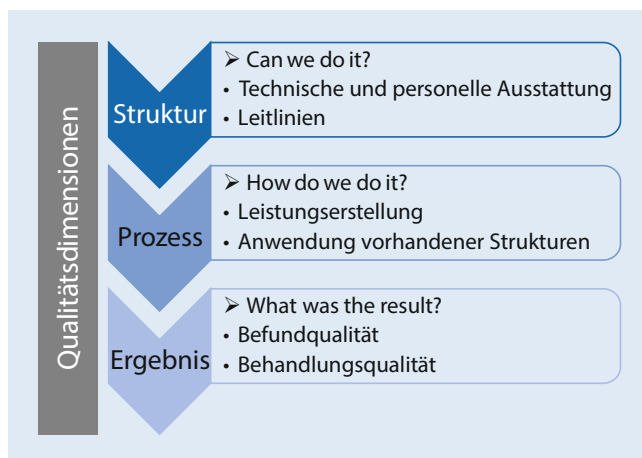 Qualitätsdimensionen
Struktur
➢ Can we do it?
• Technische und personelle Ausstattung
• Leitlinien
Prozess
➢ How do we do it?
• Leistungserstellung
• Anwendung vorhandener Strukturen
Ergebnis
➢ What was the result?
• Befundqualität
• Behandlungsqualität